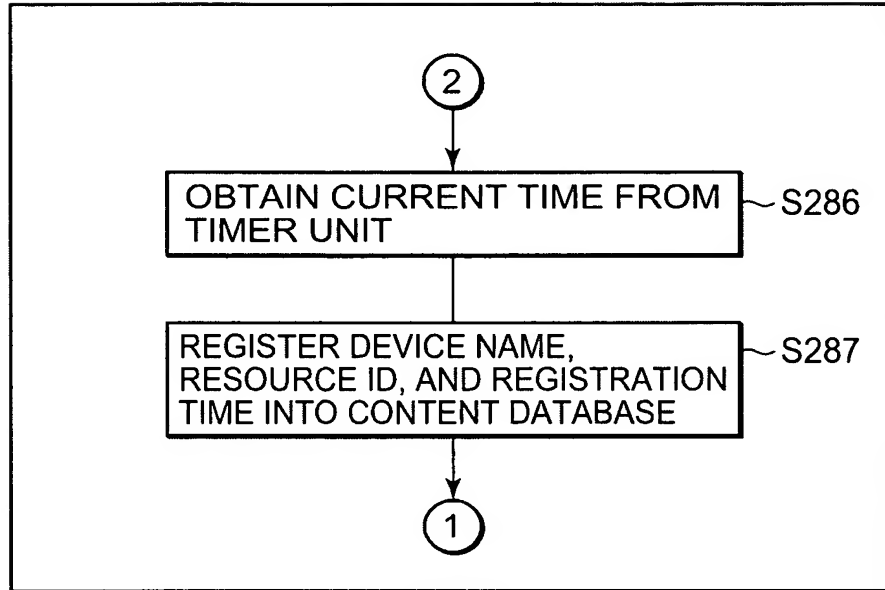 2
OBTAIN CURRENT TIME FROM
TIMER UNIT
S286
REGISTER DEVICE NAME,
RESOURCE ID, AND REGISTRATION
TIME INTO CONTENT DATABASE
S287
1